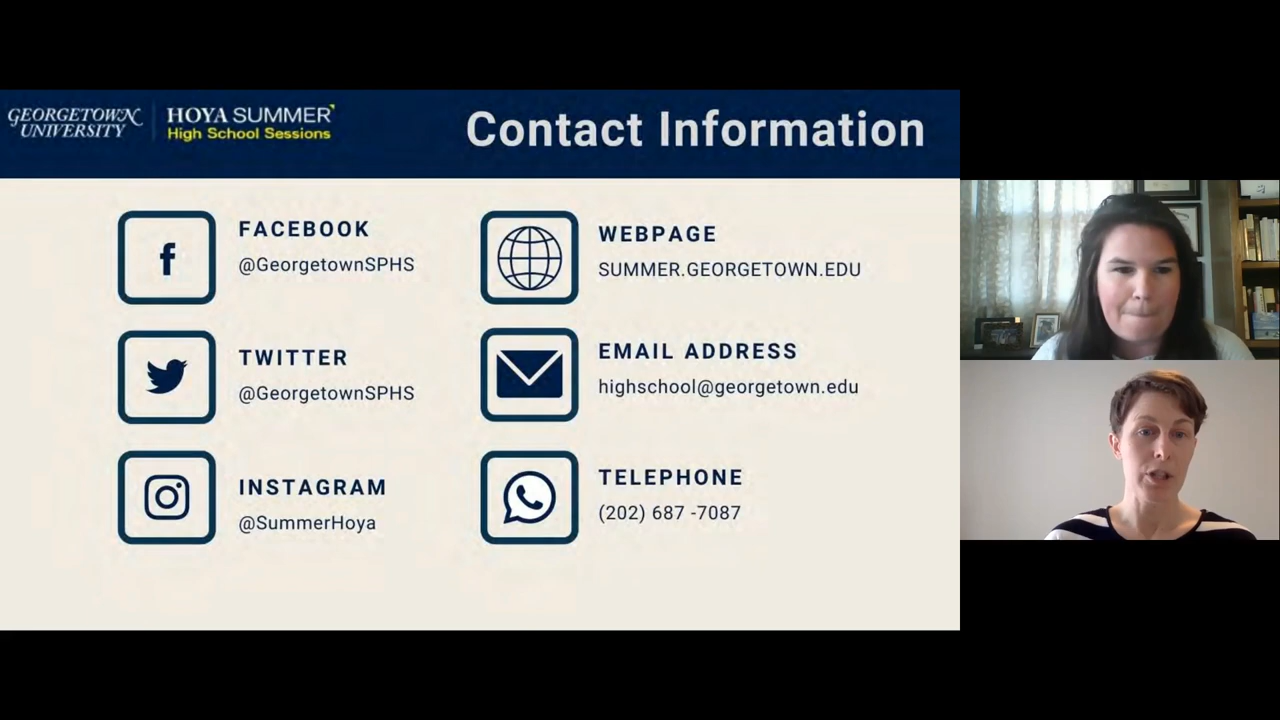 GEORGETOWN
UNIVERSITY
HOYA SUMMER
High School Sessions
Contact Information
FACEBOOK
@GeorgetownSPHS
TWITTER
@GeorgetownSPHS
INSTAGRAM
@SummerHoya
WEBPAGE
SUMMER.GEORGETOWN.EDU
EMAIL ADDRESS
highschool@georgetown.edu
TELEPHONE
(202) 687 -7087